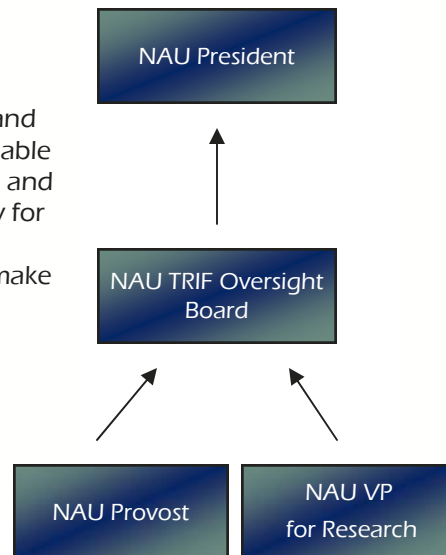 NAU President
and
able
and
y for
make
NAU TRIF Oversight
Board
NAU Provost
NAU VP
for Research